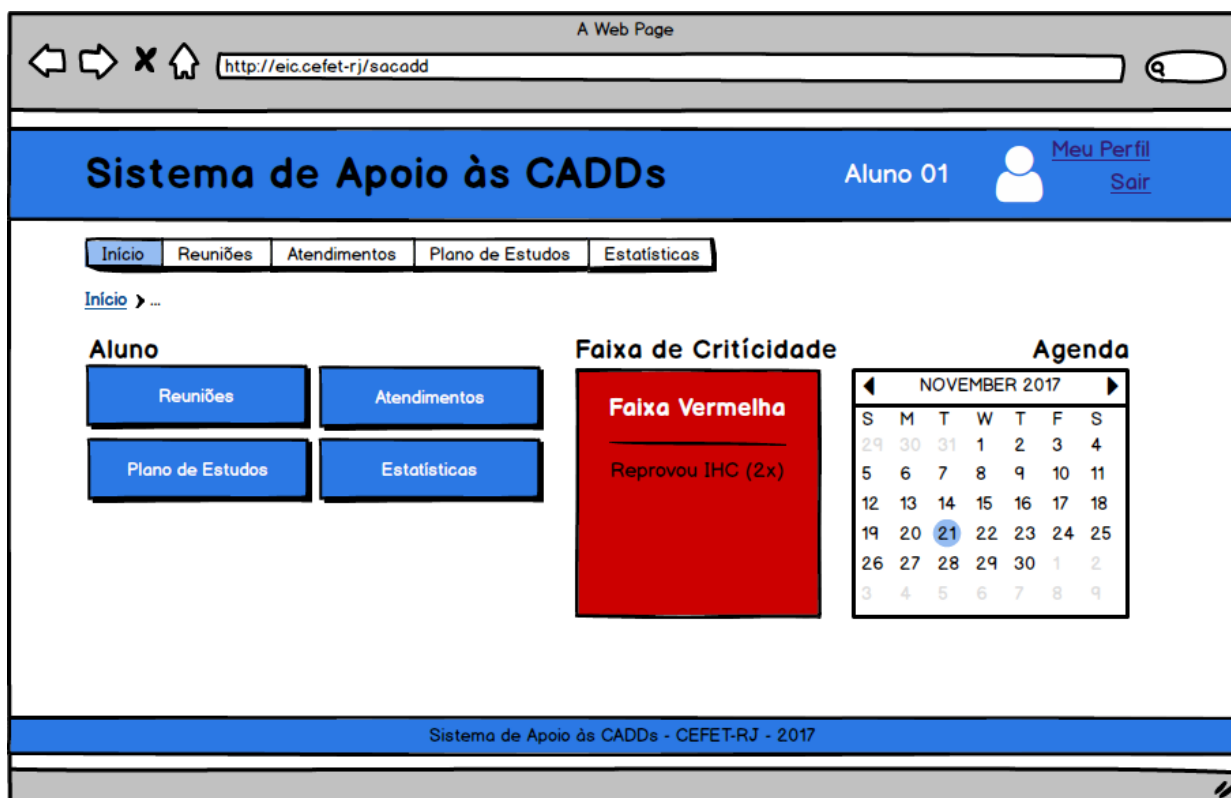 A Web Page
http://eic.cefet-rj/sacadd
Sistema de Apoio às CADDs
Aluno 01
Meu Perfil
Sair
Início Reuniões Atendimentos Plano de Estudos Estatísticas
Início > ...
Aluno
Reuniões
Atendimentos
Plano de Estudos
Estatísticas
Faixa de Critícidade
Faixa Vermelha
Reprovou IHC (2x)
Agenda
NOVEMBER 2017
S M T W T F S
29 30 31 1 2 3 4
5 6 7 8 9 10 11
12 13 14 15 16 17 18
19 20 21 22 23 24 25
26 27 28 29 30 1 2
3 4 5 6 7 8 9
Sistema de Apoio às CADDs - CEFET-RJ - 2017